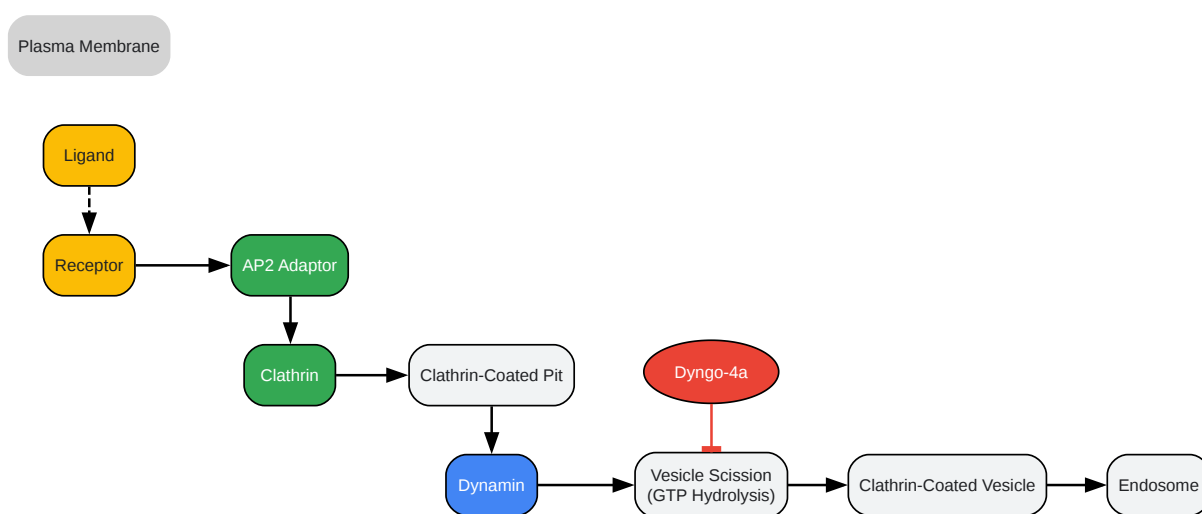 Plasma Membrane
Ligand
Receptor
AP2 Adaptor
Clathrin
Clathrin-Coated Pit
Dyngo-4a
Dynamin
Vesicle Scission
(GTP Hydrolysis)
Clathrin-Coated Vesicle
Endosome